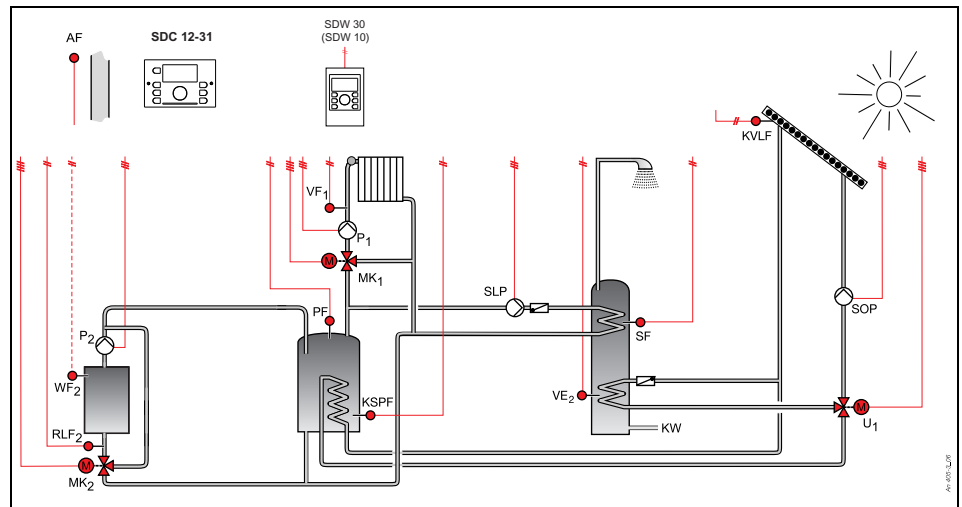 AF
SDC 12-31
SDW 30
(SDW 10)
KVLF
VF1
P1
M
MK1
SLP
SOP
PF
SF
P2
WF2
KSPF
VE2
M
U1
KW
RLF2
M
MK2